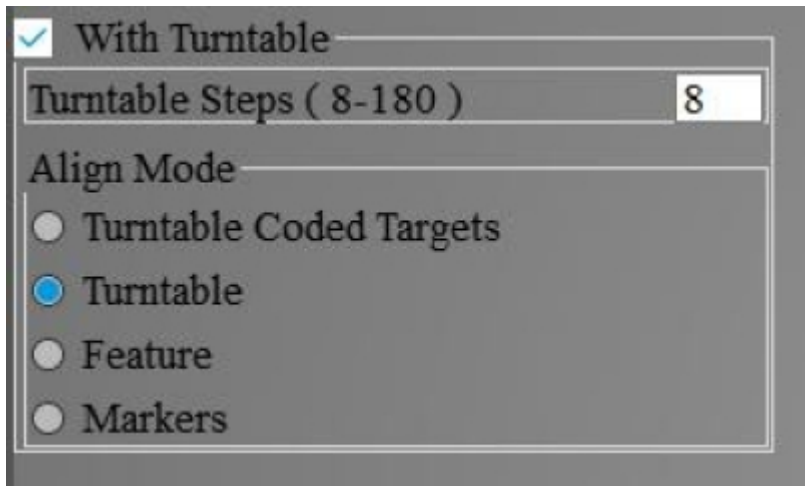 With Turntable
Turntable Steps ( 8-180 ) 8
Align Mode
Turntable Coded Targets
Turntable
Feature
Markers